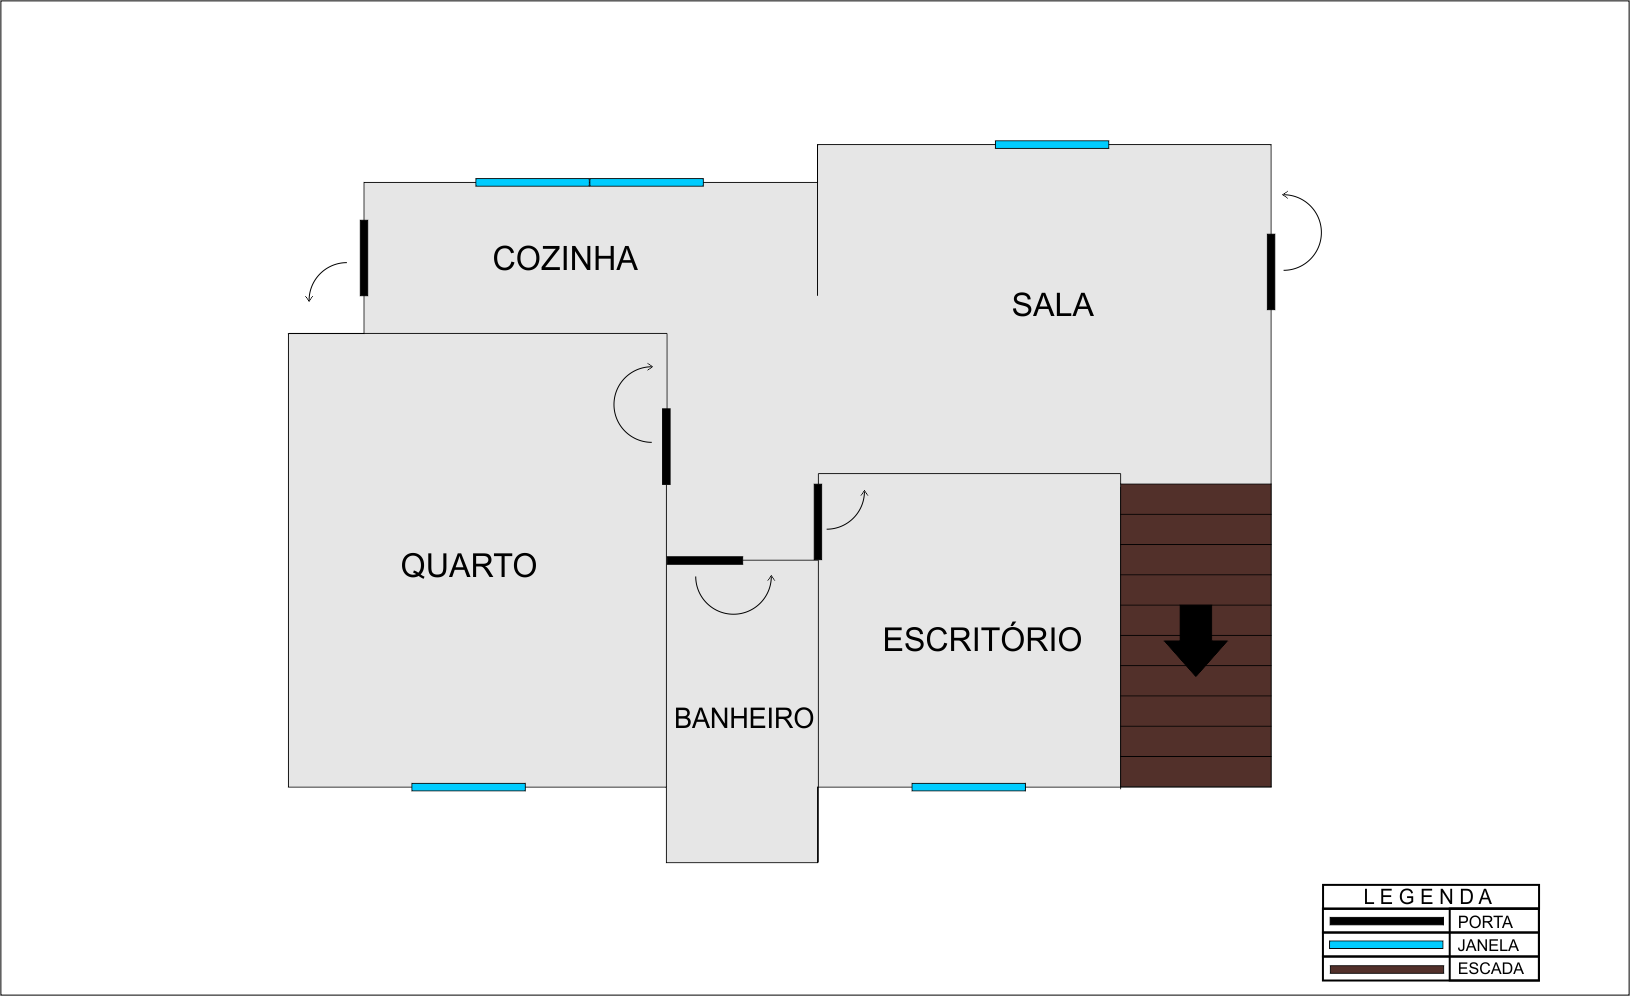 COZINHA
SALA
QUARTO
ESCRITÓRIO
BANHEIRO
LEGENDA
PORTA
JANELA
ESCADA